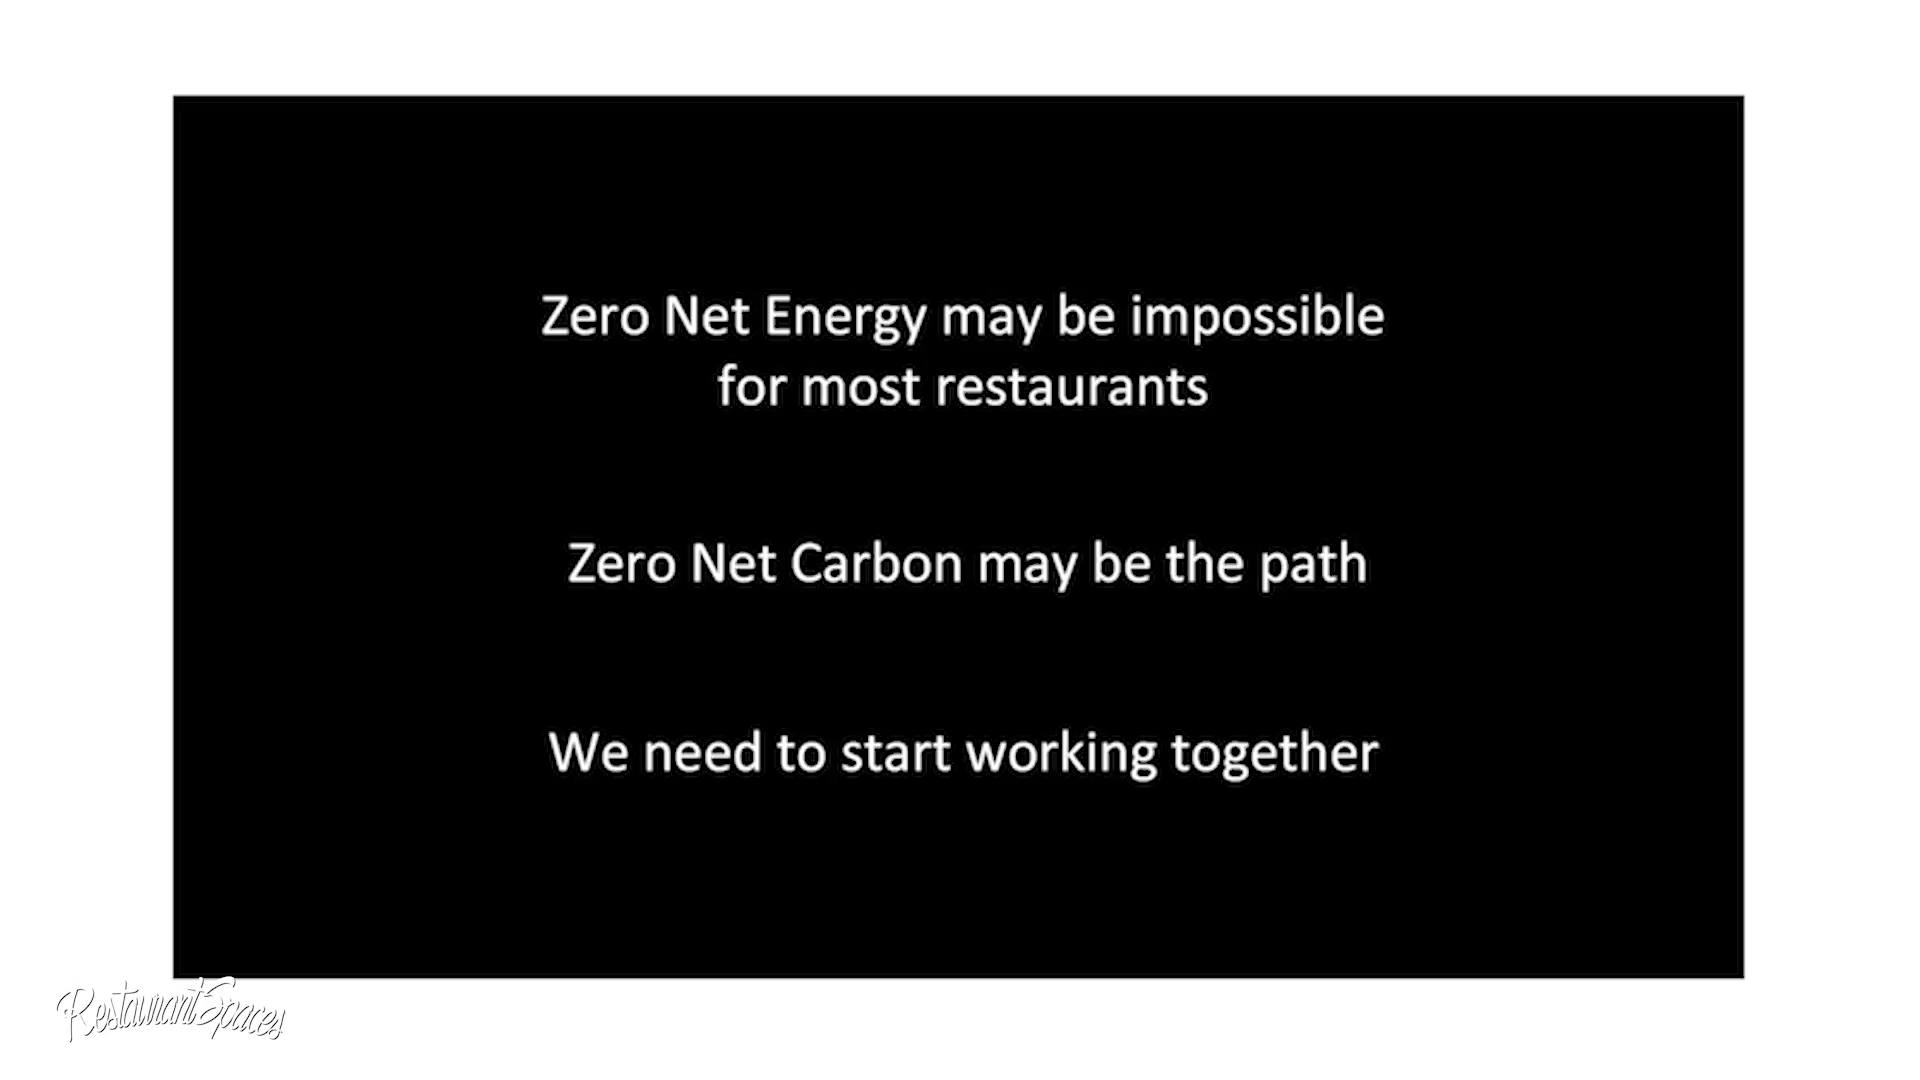 Zero Net Energy may be impossible
for most restaurants
Zero Net Carbon may be the path
We need to start working together
RestaurantSpaces